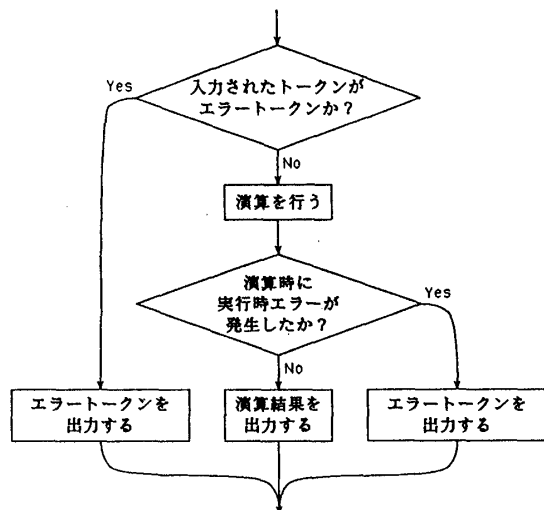 入力されたトークンが
エラートークンか？
Yes
No
演算を行う
演算時に
実行時エラーが
発生したか？
Yes
No
エラートークンを
出力する
演算結果を
出力する
エラートークンを
出力する